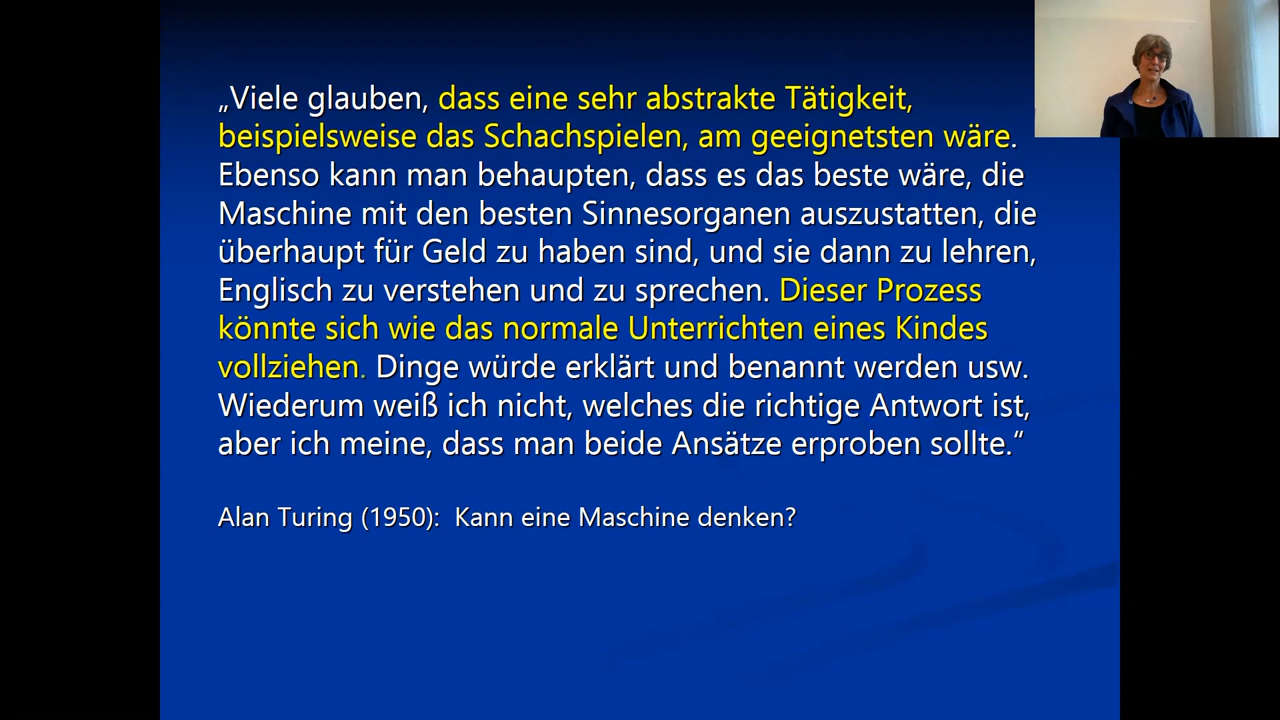 „Viele glauben, dass eine sehr abstrakte Tätigkeit,
beispielsweise das Schachspielen, am geeignetsten wäre.
Ebenso kann man behaupten, dass es das beste wäre, die
Maschine mit den besten Sinnesorganen auszustatten, die
überhaupt für Geld zu haben sind, und sie dann zu lehren,
Englisch zu verstehen und zu sprechen. Dieser Prozess
könnte sich wie das normale Unterrichten eines Kindes
vollziehen. Dinge würde erklärt und benannt werden usw.
Wiederum weiß ich nicht, welches die richtige Antwort ist,
aber ich meine, dass man beide Ansätze erproben sollte.“
Alan Turing (1950): Kann eine Maschine denken?